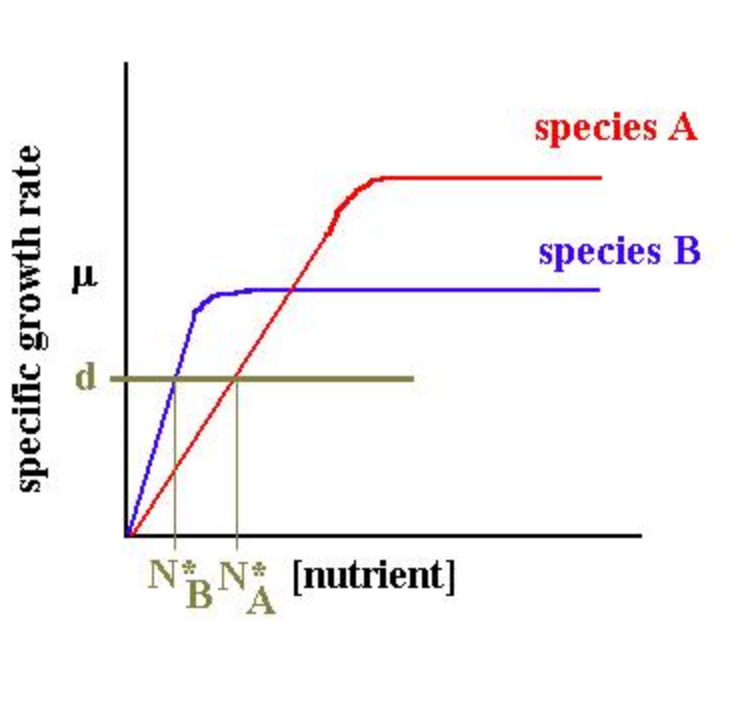 species A
species B
specific growth rate
μ
d
N*B N*A [nutrient]